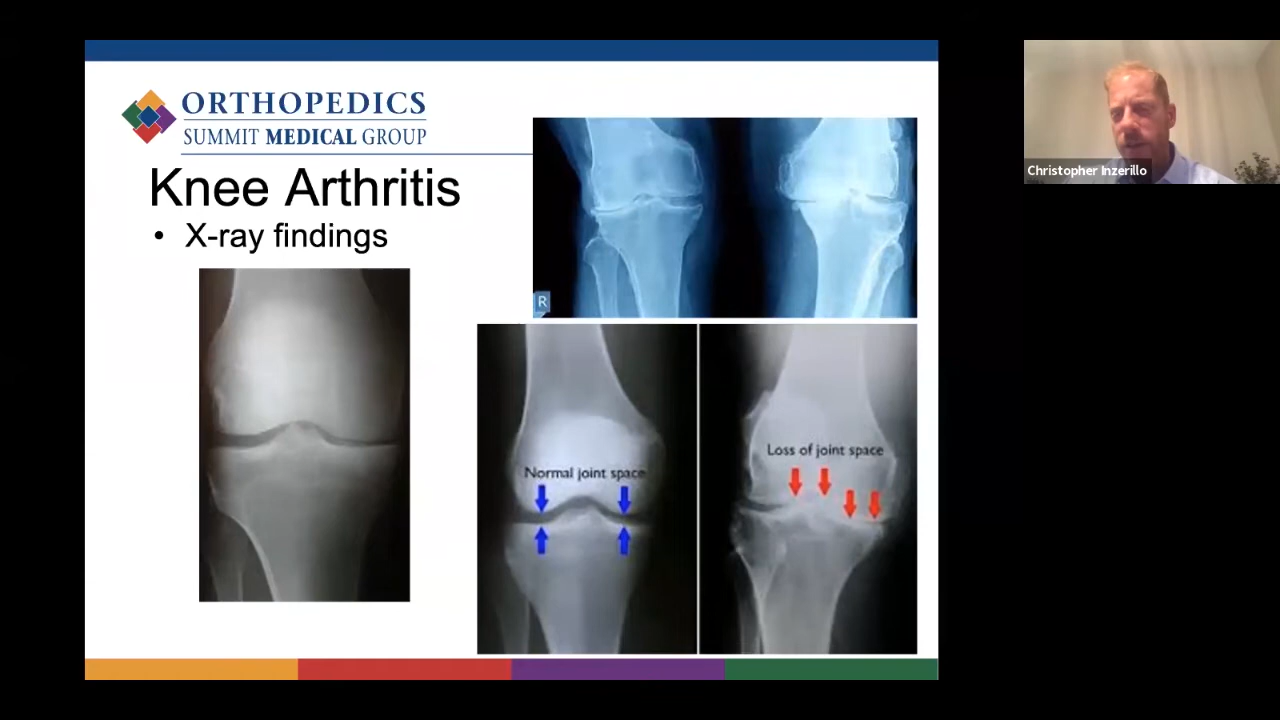 ORTHOPEDICS
SUMMIT MEDICAL GROUP
Knee Arthritis
• X-ray findings
R
Normal joint space
Loss of joint space
Christopher Inzerillo